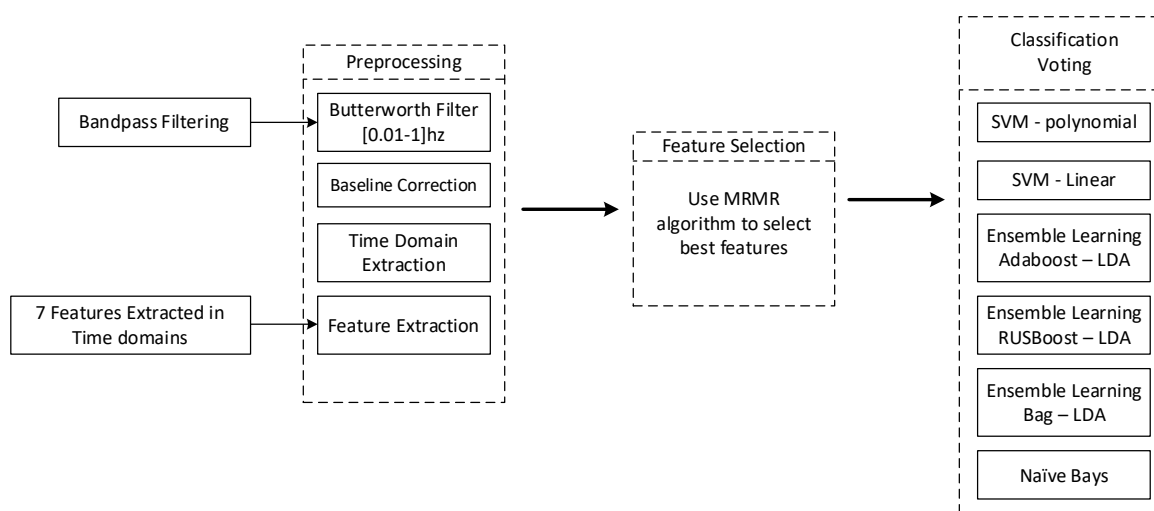 Bandpass Filtering
7 Features Extracted in
Time domains
Preprocessing
Butterworth Filter
[0.01-1]hz
Baseline Correction
Time Domain
Extraction
Feature Extraction
Feature Selection
Use MRMR
algorithm to select
best features
Classification
Voting
SVM - polynomial
SVM - Linear
Ensemble Learning
Adaboost – LDA
Ensemble Learning
RUSBoost – LDA
Ensemble Learning
Bag – LDA
Naïve Bays